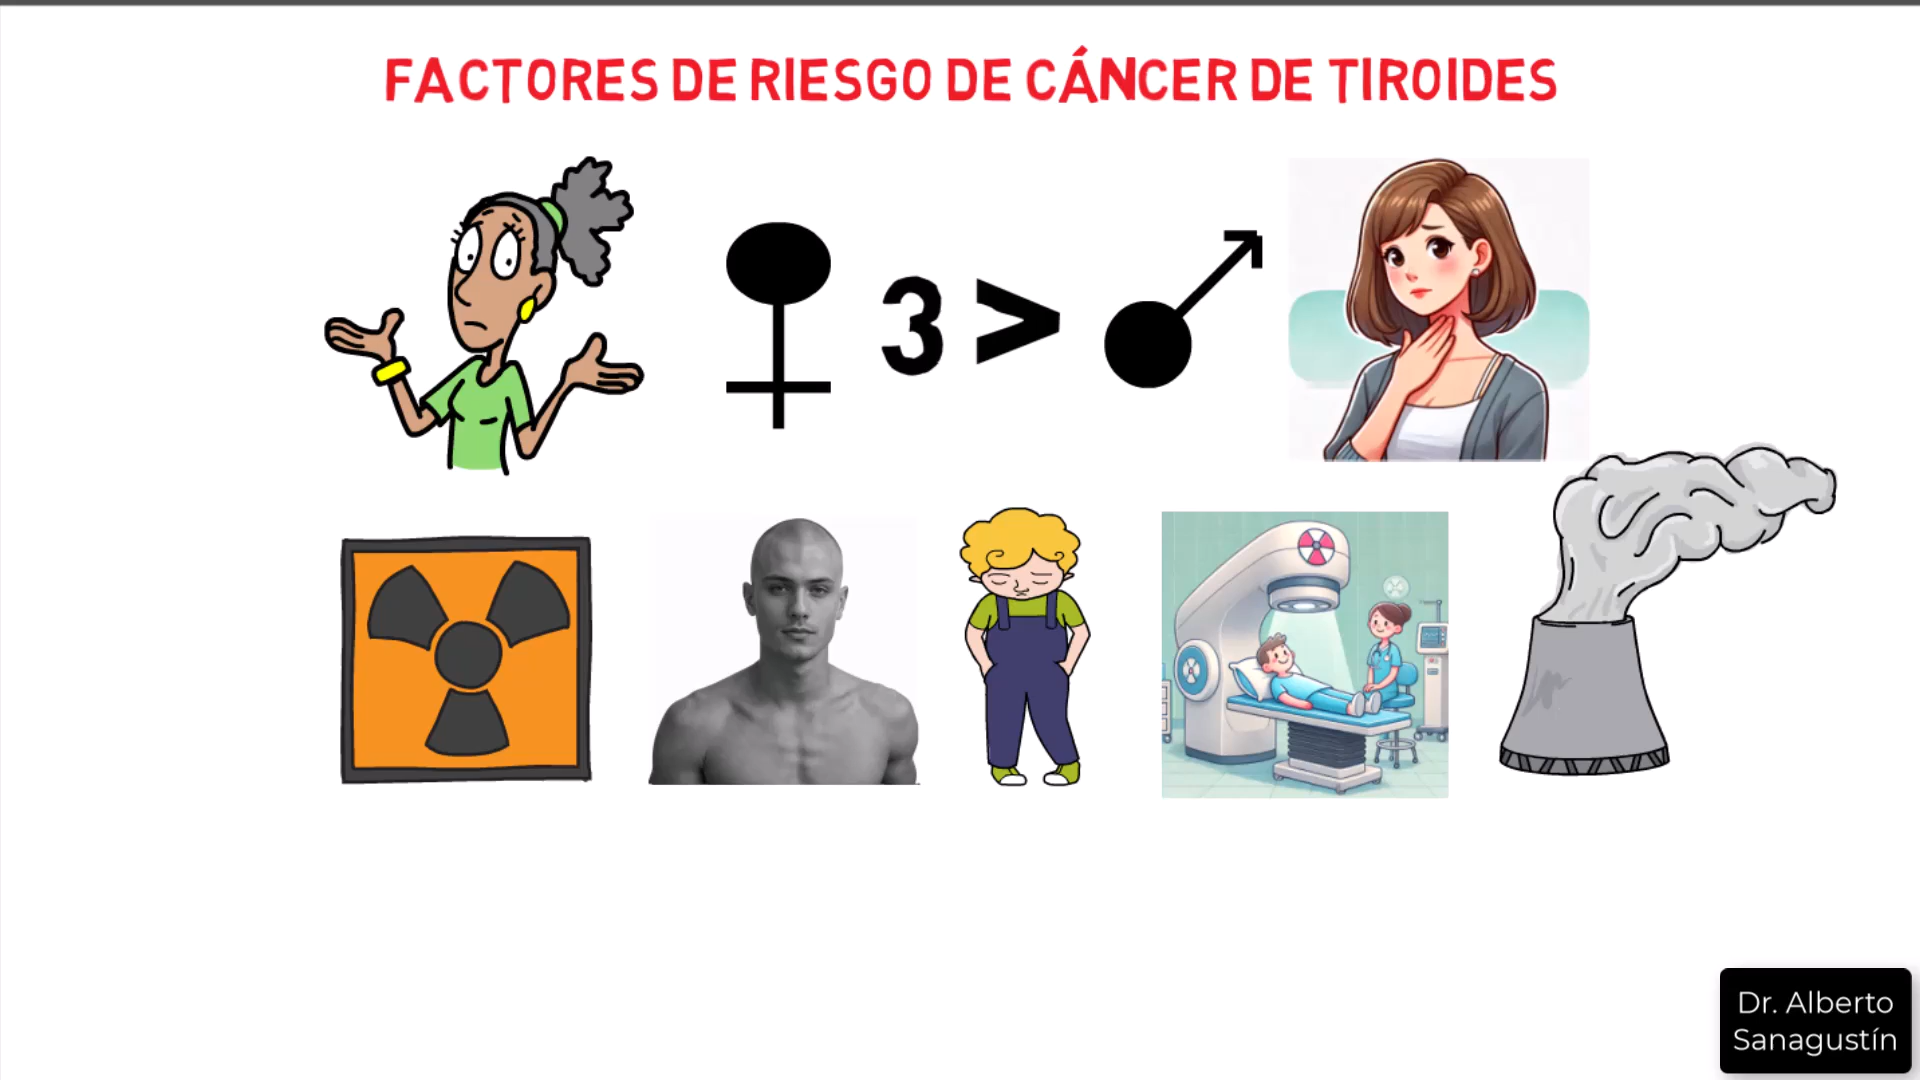 FACTORES DE RIESGO DE CÁNCER DE TIROIDES
3 >
Dr. Alberto
Sanagustín